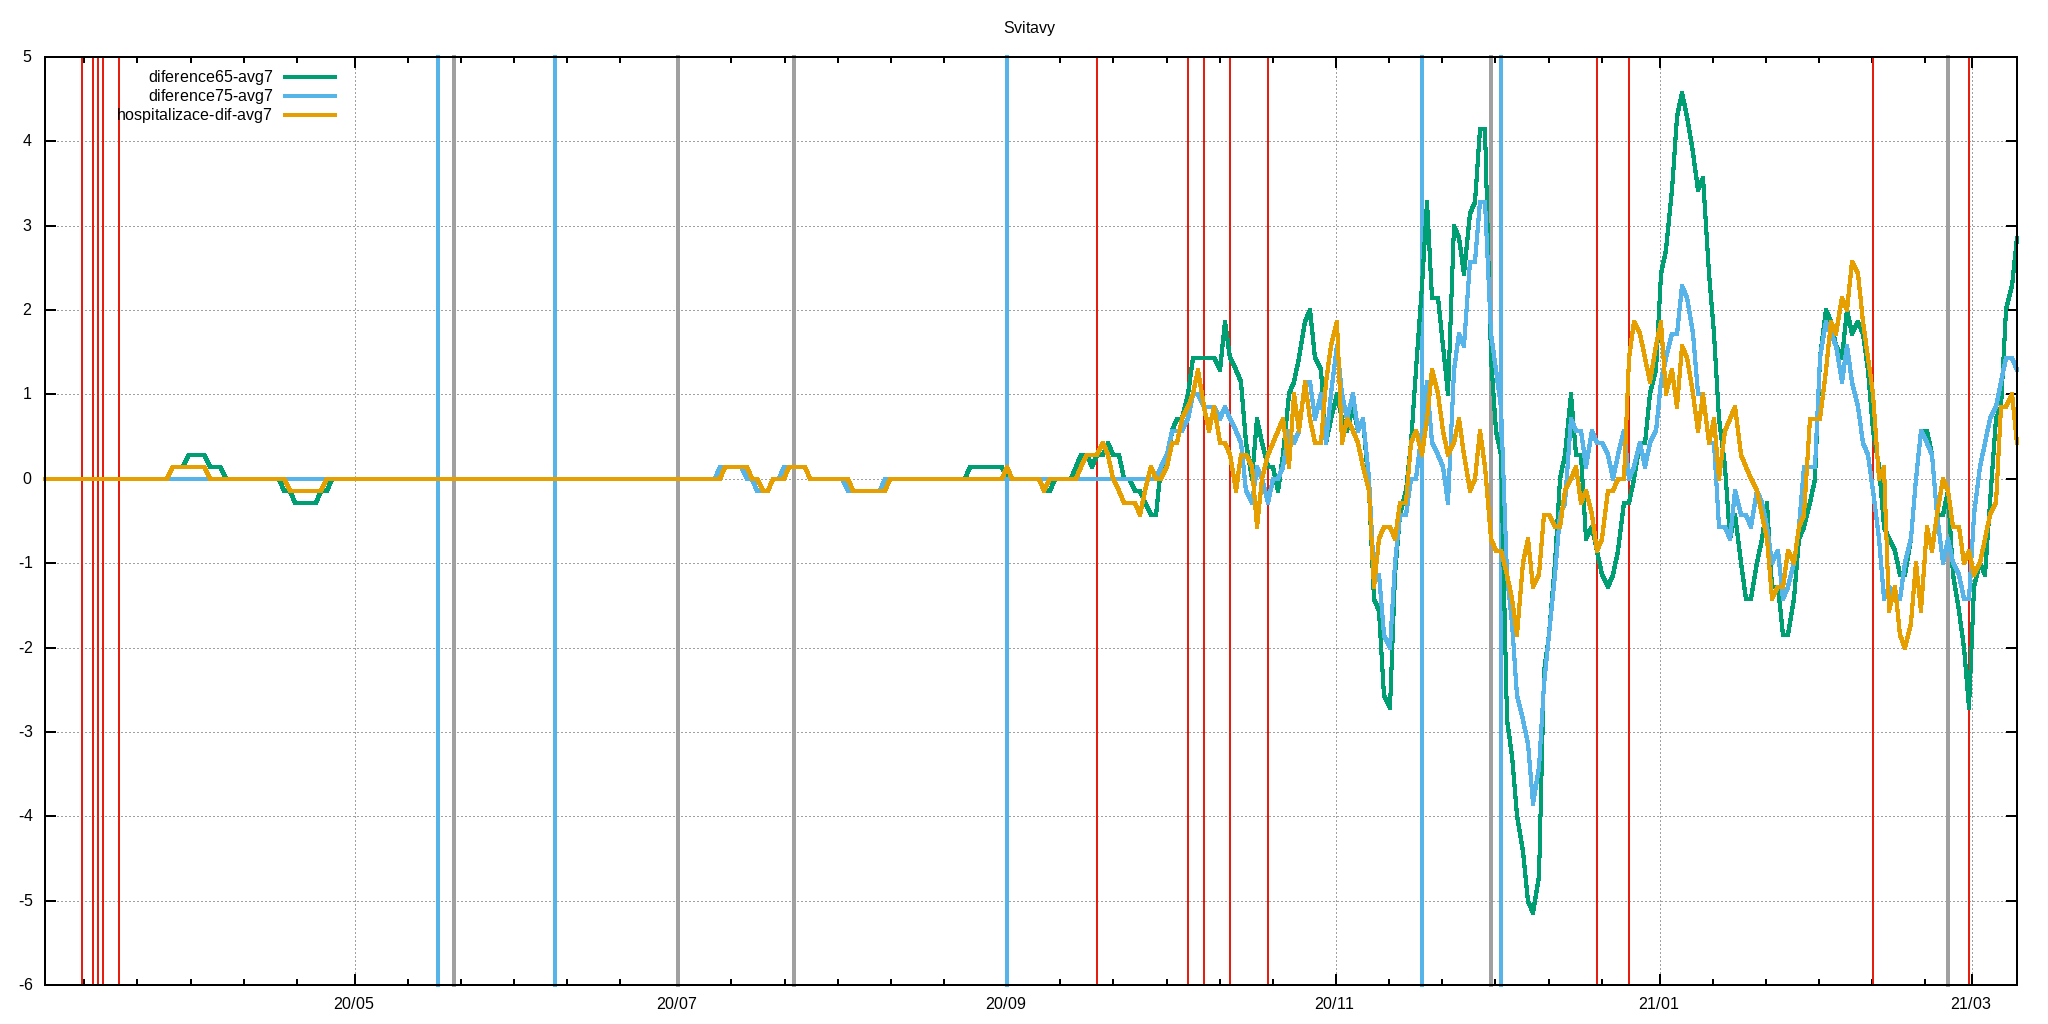 Svitavy
5
diference65-avg7
diference75-avg7
hospitalizace-dif-avg7
4
3
2
1
0
-1
-2
-3
-4
-5
-6
20/05 20/07 20/09 20/11 21/01 21/03